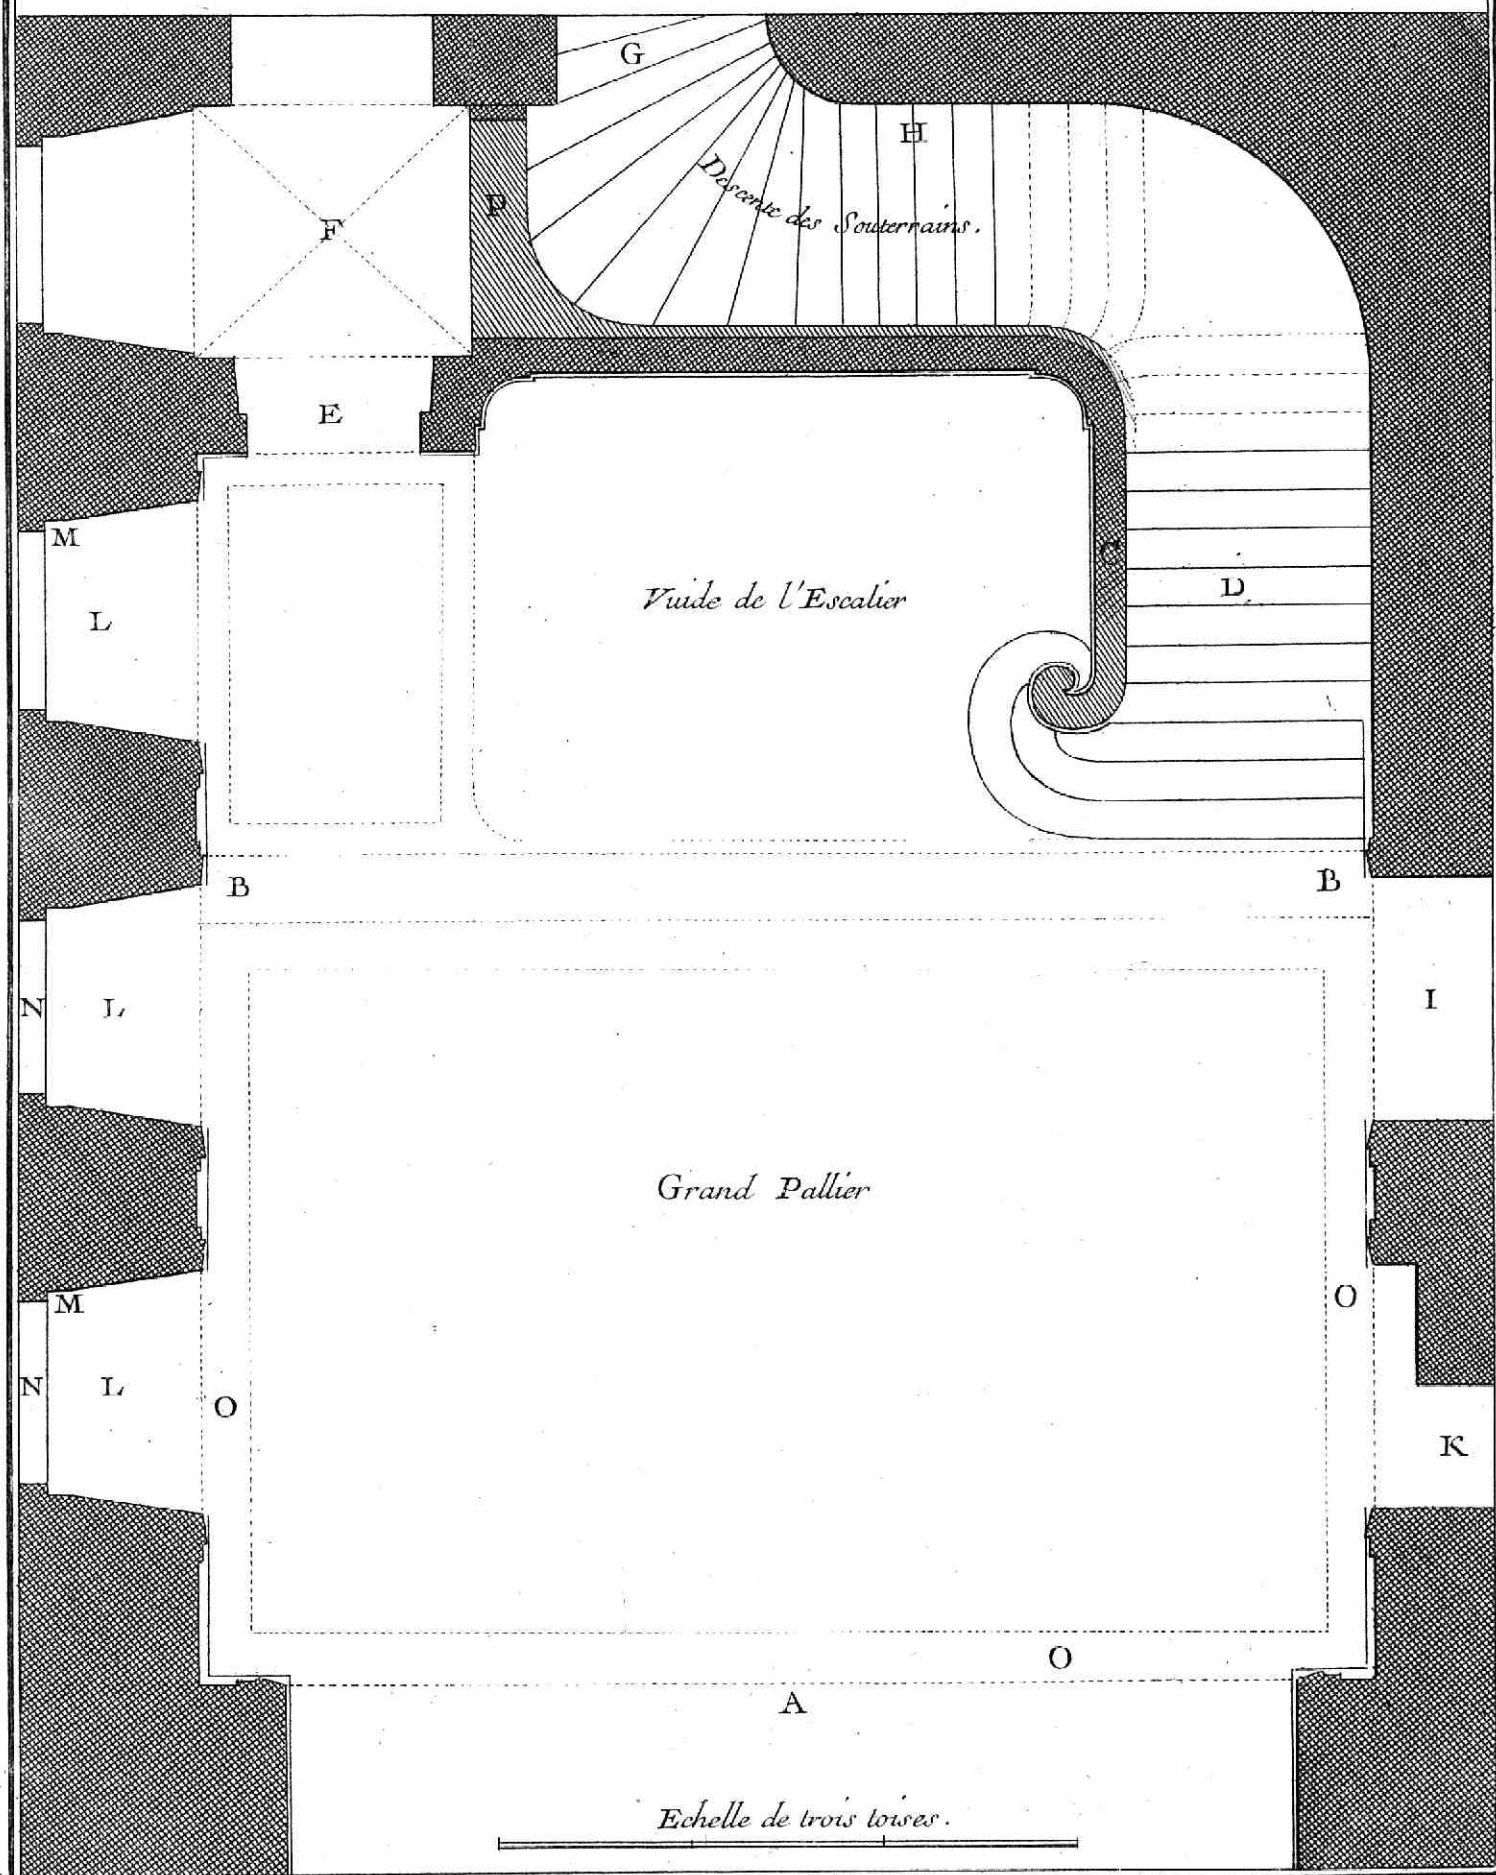 G
H
P
Descente des Souterrains.
F
E
M
C
D
Vuide de l'Escalier
L
B
B
N
L
I
Grand Pallier
O
M
N
L
O
K
O
A
Echelle de trois toises.